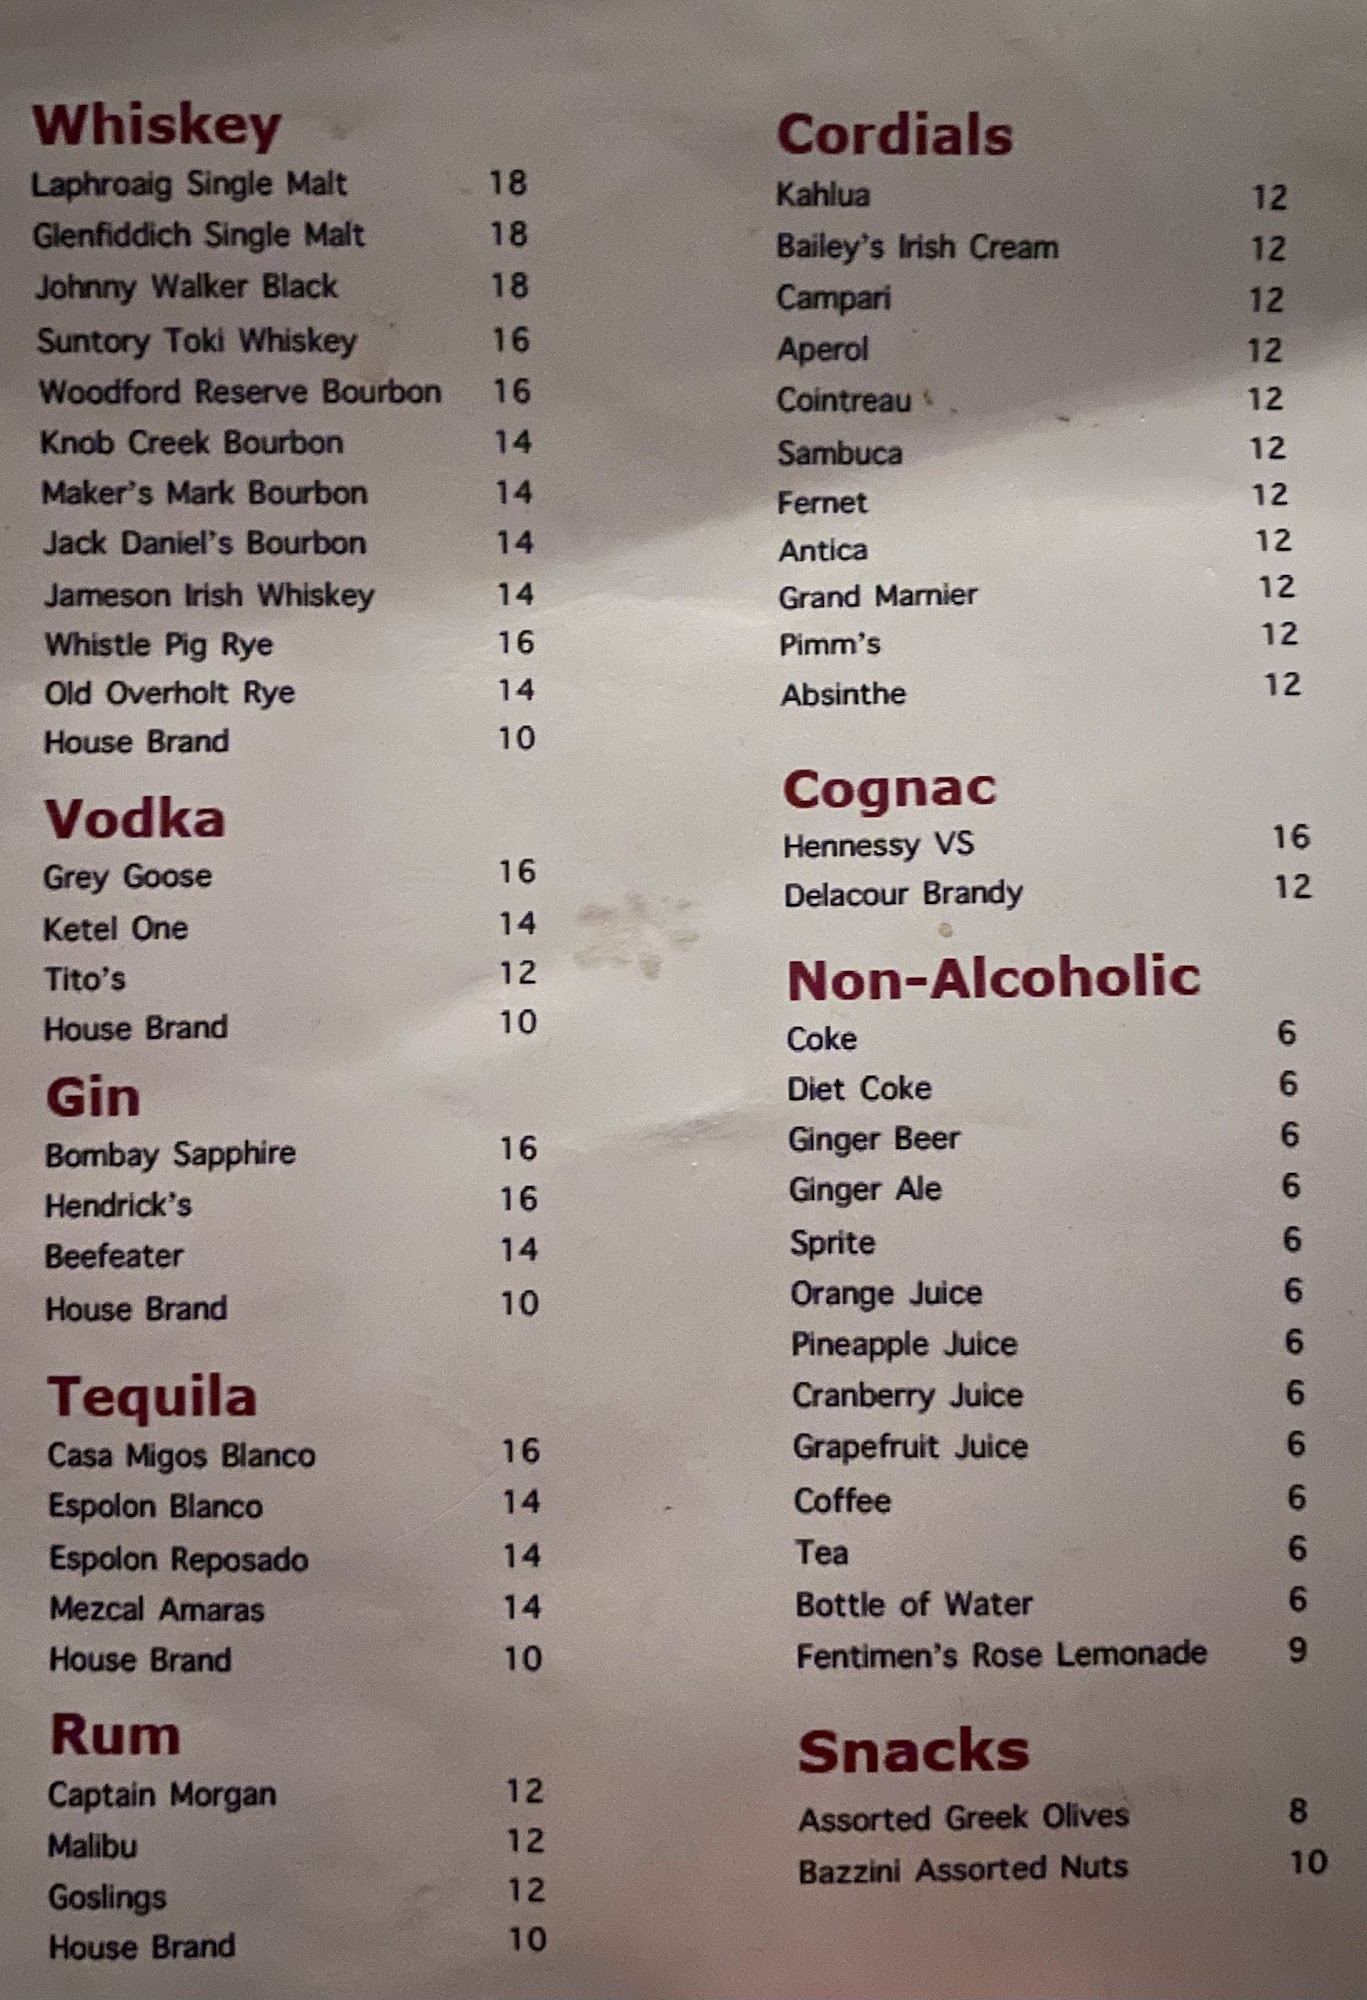 Whiskey
Laphroaig Single Malt 18
Glenfiddich Single Malt 18
Johnny Walker Black 18
Suntory Toki Whiskey 16
Woodford Reserve Bourbon 16
Knob Creek Bourbon 14
Maker's Mark Bourbon 14
Jack Daniel's Bourbon 14
Jameson Irish Whiskey 14
Whistle Pig Rye 16
Old Overholt Rye 14
House Brand 10
Vodka
Grey Goose 16
Ketel One 14
Tito's 12
House Brand 10
Gin
Bombay Sapphire 16
Hendrick's 16
Beefeater 14
House Brand 10
Tequila
Casa Migos Blanco 16
Espolon Blanco 14
Espolon Reposado 14
Mezcal Amaras 14
House Brand 10
Rum
Captain Morgan 12
Malibu 12
Goslings 12
House Brand 10
Cordials
Kahlua 12
Bailey's Irish Cream 12
Campari 12
Aperol 12
Cointreau 12
Sambuca 12
Fernet 12
Antica 12
Grand Marnier 12
Pimm's 12
Absinthe 12
Cognac
Hennessy VS 16
Delacour Brandy 12
Non-Alcoholic
Coke 6
Diet Coke 6
Ginger Beer 6
Ginger Ale 6
Sprite 6
Orange Juice 6
Pineapple Juice 6
Cranberry Juice 6
Grapefruit Juice 6
Coffee 6
Tea 6
Bottle of Water 6
Fentimen's Rose Lemonade 9
Snacks
Assorted Greek Olives 8
Bazzini Assorted Nuts 10